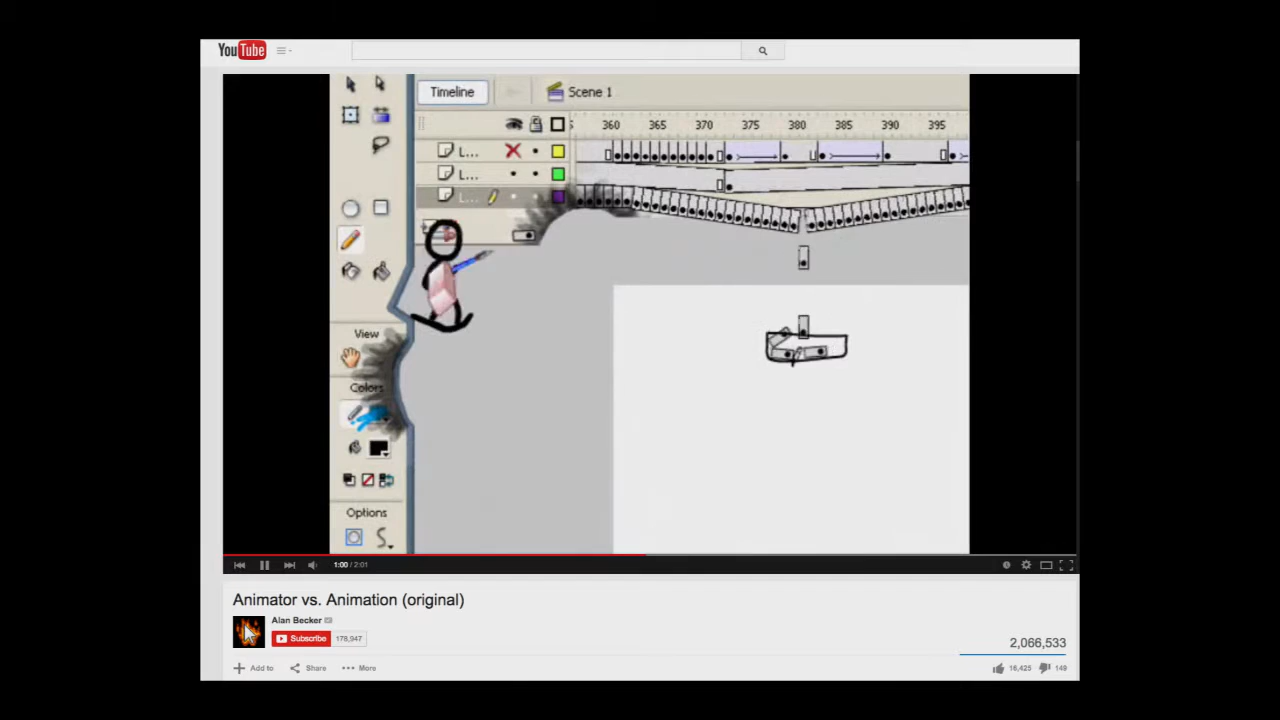 YouTube
Timeline
Scene 1
360 365 370 375 380 385 390 395
L...
L...
L...
View
Colors
Options
1:00 / 2:01
Animator vs. Animation (original)
Alan Becker
Subscribe 178,947
2,066,533
Add to Share More
16,425 149